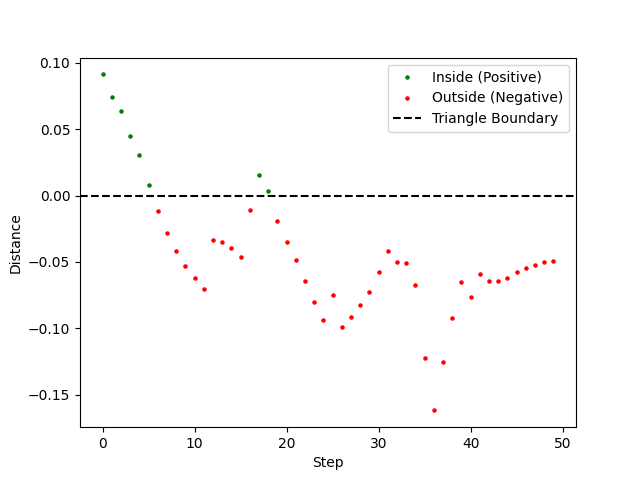 0.10
0.05
0.00
−0.05
−0.10
−0.15
Distance
Inside (Positive)
Outside (Negative)
Triangle Boundary
0 10 20 30 40 50
Step